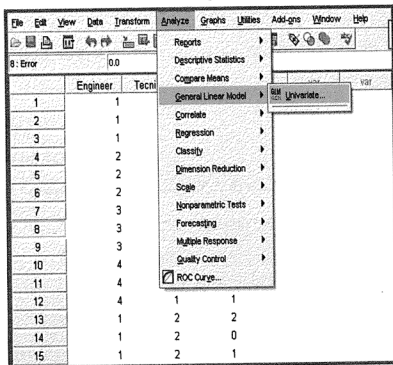 File Edit View Data Transform Analyze Graphs Utilities Add-ons Window Help
8 : Error 0.0
Engineer Techni var var
Reports
Descriptive Statistics
Compare Means
General Linear Model
GLM Univariate...
Correlate
Regression
Classify
Dimension Reduction
Scale
Nonparametric Tests
Forecasting
Multiple Response
Quality Control
ROC Curve...
1 1
2 1
3 1
4 2
5 2
6 2
7 3
8 3
9 3
10 4
11 4
12 4 1 1
13 1 2 2
14 1 2 0
15 1 2 1